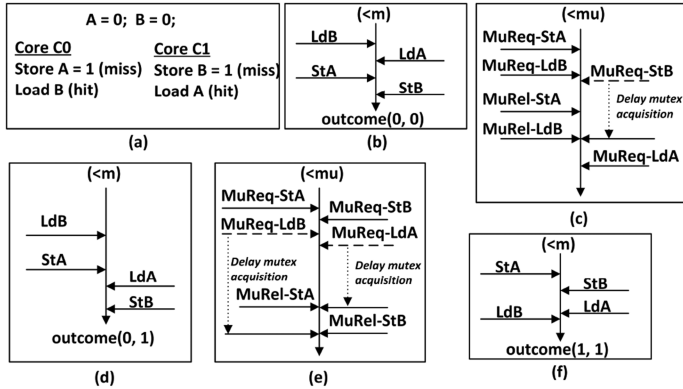 A = 0; B = 0;
Core C0
Store A = 1 (miss)
Load B (hit)
Core C1
Store B = 1 (miss)
Load A (hit)
(a)
(<m)
LdB
LdA
StA
StB
outcome(0, 0)
(b)
(<mu)
MuReq-StA
MuReq-LdB
MuReq-StB
MuRel-StA
Delay mutex
acquisition
MuRel-LdB
MuReq-LdA
(c)
(<m)
LdB
StA
LdA
StB
outcome(0, 1)
(d)
(<mu)
MuReq-StA
MuReq-StB
MuReq-LdB
MuReq-LdA
Delay mutex
acquisition
Delay mutex
acquisition
MuRel-StA
MuRel-StB
(e)
(<m)
StA
StB
LdB
LdA
outcome(1, 1)
(f)